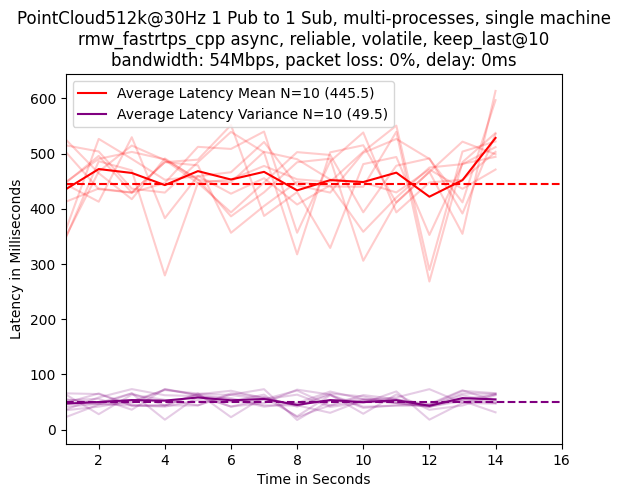 PointCloud512k@30Hz 1 Pub to 1 Sub, multi-processes, single machine
rmw_fastrtps_cpp async, reliable, volatile, keep_last@10
bandwidth: 54Mbps, packet loss: 0%, delay: 0ms
Average Latency Mean N=10 (445.5)
Average Latency Variance N=10 (49.5)
Latency in Milliseconds
600
500
400
300
200
100
0
2 4 6 8 10 12 14 16
Time in Seconds